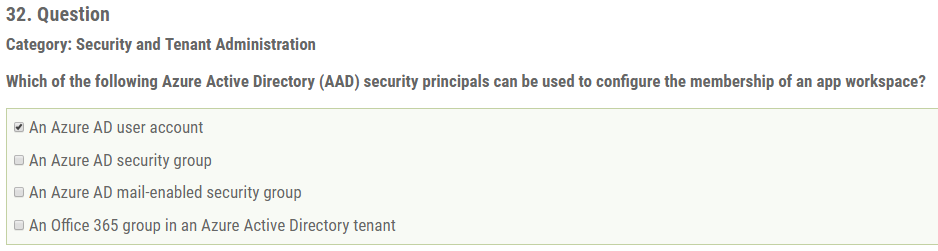 32. Question
Category: Security and Tenant Administration
Which of the following Azure Active Directory (AAD) security principals can be used to configure the membership of an app workspace?
An Azure AD user account
An Azure AD security group
An Azure AD mail-enabled security group
An Office 365 group in an Azure Active Directory tenant